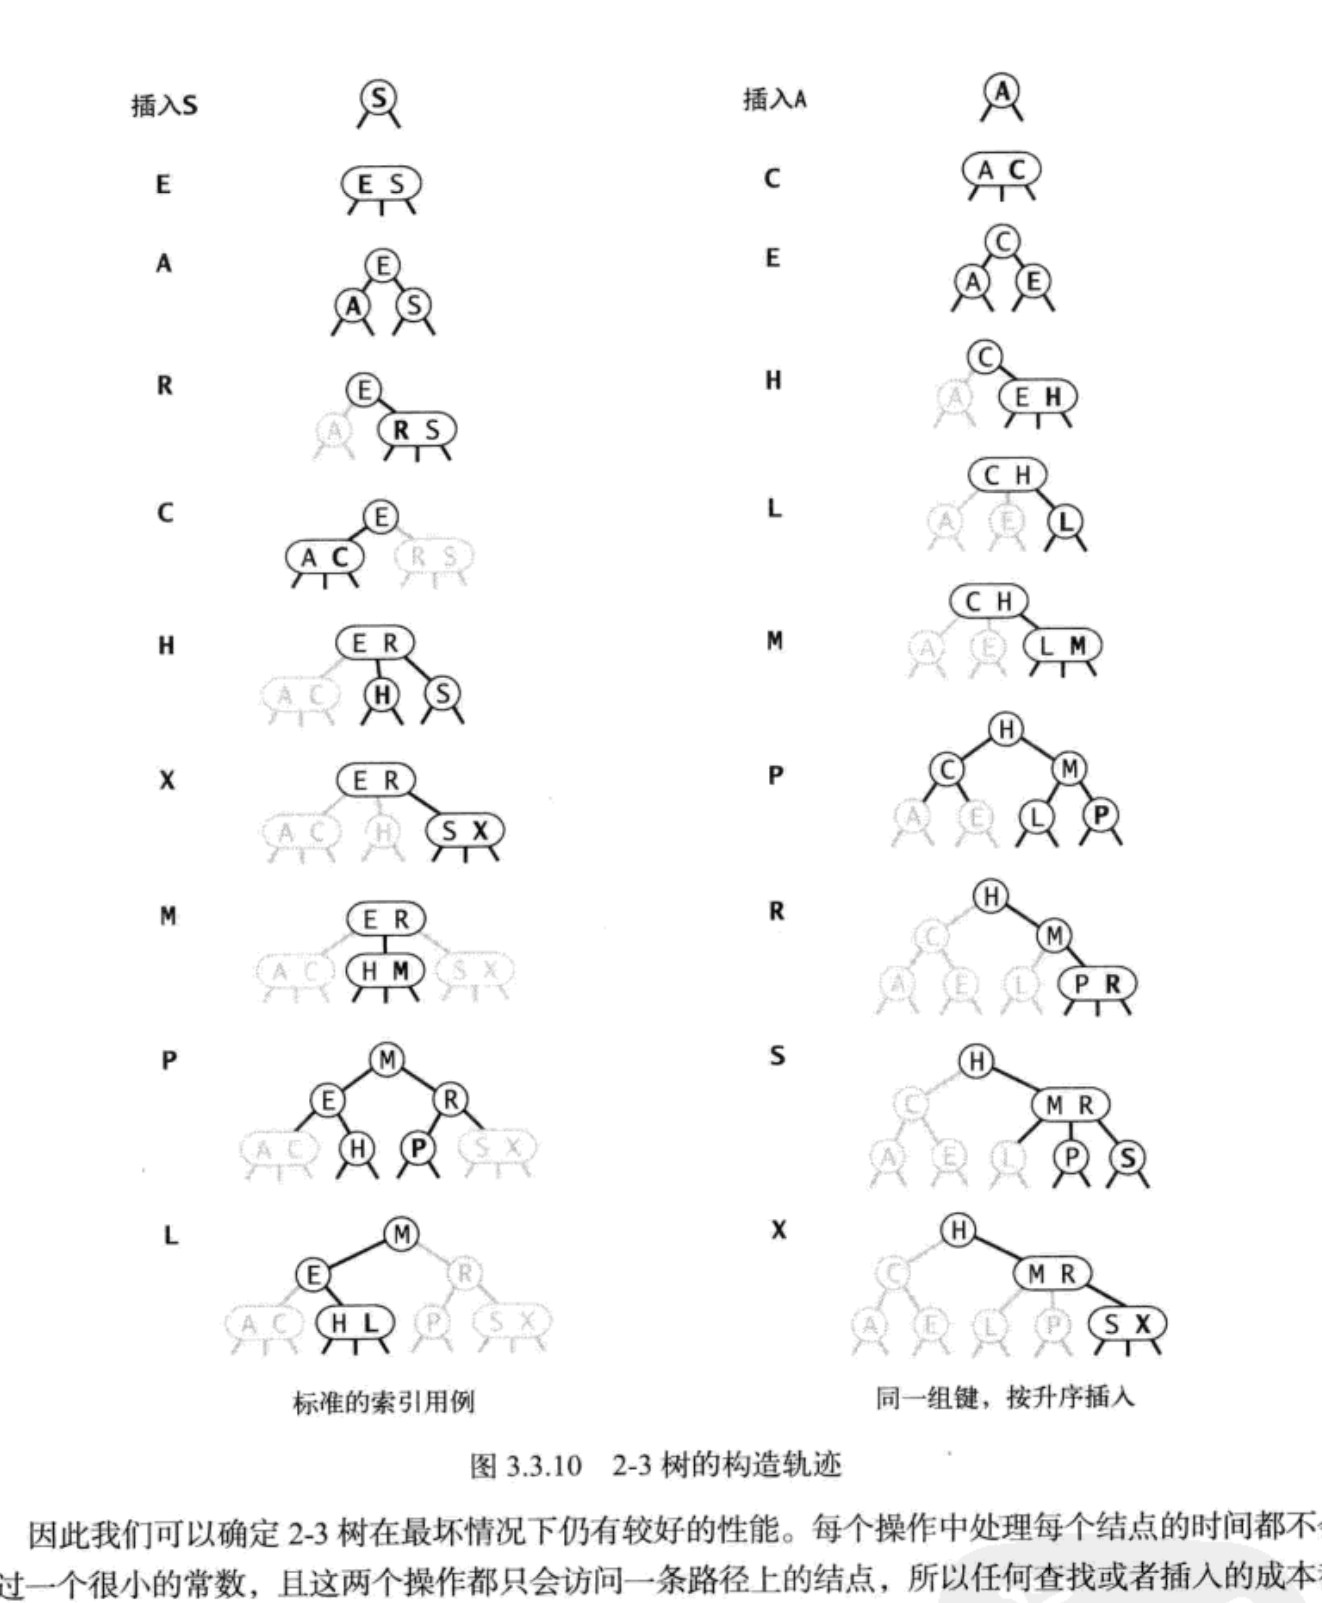 插入S
S
E
E S
A
E
A S
R
E
A R S
C
E
A C R S
H
E R
A C H S
X
E R
A C H S X
M
E R
A C H M S X
P
M
E R
A C H P S X
L
M
E R
A C H L P S X
标准的索引用例
插入A
A
C
A C
E
C
A E
H
C
A E H
L
C H
A E L
M
C H
A E L M
P
H
C M
A E L P
R
H
C M
A E L P R
S
H
C M R
A E L P S
X
H
C M R
A E L P S X
同一组键，按升序插入
图 3.3.10 2-3 树的构造轨迹
因此我们可以确定 2-3 树在最坏情况下仍有较好的性能。每个操作中处理每个结点的时间都不
过一个很小的常数，且这两个操作都只会访问一条路径上的结点，所以任何查找或者插入的成本